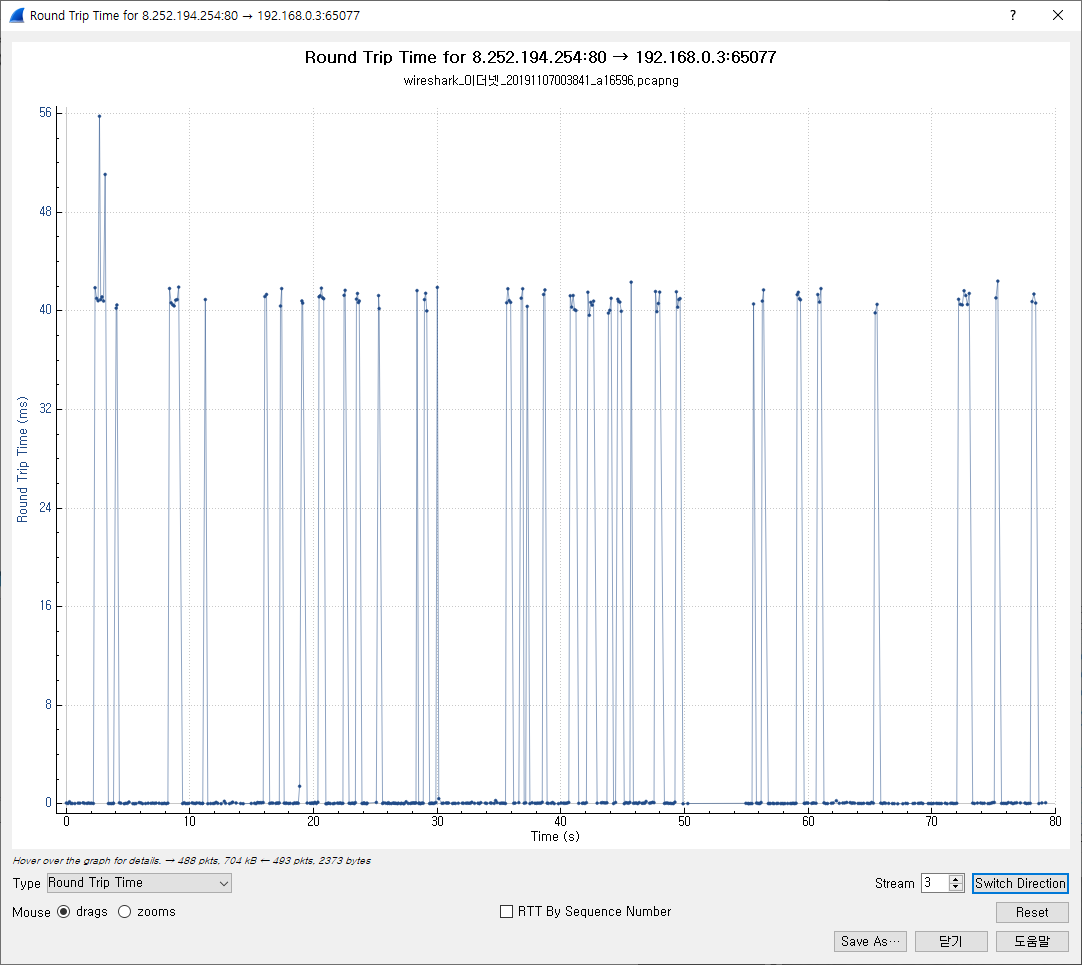 Round Trip Time for 8.252.194.254:80 → 192.168.0.3:65077
?
Round Trip Time for 8.252.194.254:80 → 192.168.0.3:65077
wireshark_이더넷_20191107003841_a16596.pcapng
56
48
40
32
24
16
8
0
Round Trip Time (ms)
0 10 20 30 40 50 60 70 80
Time (s)
Hover over the graph for details. → 488 pkts, 704 kB ← 493 pkts, 2373 bytes
Type Round Trip Time Stream 3 Switch Direction
Mouse drags zooms RTT By Sequence Number Reset
Save As… 닫기 도움말